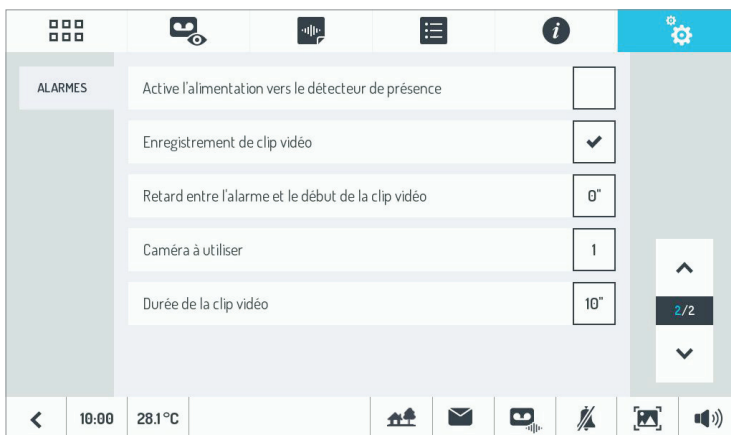 i
ALARMES
Active l'alimentation vers le détecteur de présence
Enregistrement de clip vidéo
Retard entre l'alarme et le début de la clip vidéo
0"
Caméra à utiliser
1
Durée de la clip vidéo
10"
2/2
10:00
28.1°C